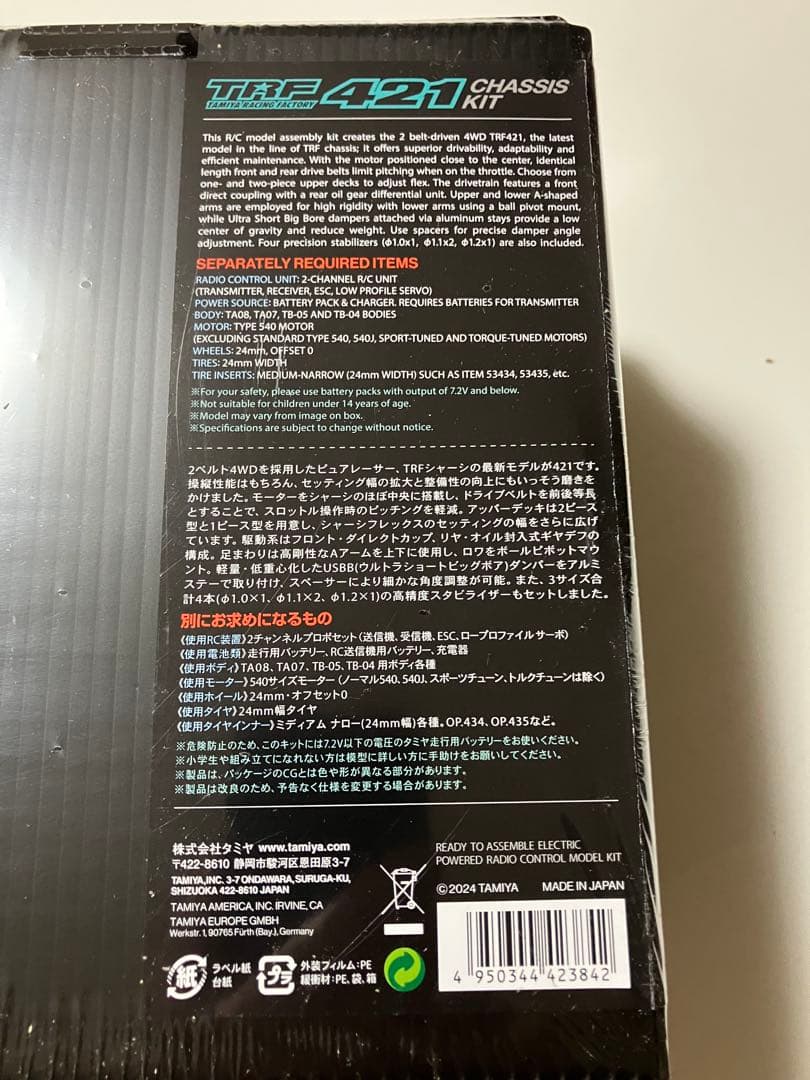 TRF 421 CHASSIS KIT
TAMIYA RACING FACTORY
This R/C model assembly kit creates the 2 belt-driven 4WD TRF421, the latest
model in the line of TRF chassis; it offers superior drivability, adaptability and
efficient maintenance. With the motor positioned close to the center, identical
length front and rear drive belts limit pitching when on the throttle. Choose from
one- and two-piece upper decks to adjust flex. The drivetrain features a front
direct coupling with a rear oil gear differential unit. Upper and lower A-shaped
arms are employed for high rigidity with lower arms using a ball pivot mount,
while Ultra Short Big Bore dampers attached via aluminum stays provide a low
center of gravity and reduce weight. Use spacers for precise damper angle
adjustment. Four precision stabilizers (φ1.0x1, φ1.1x2, φ1.2x1) are also included.
SEPARATELY REQUIRED ITEMS
RADIO CONTROL UNIT: 2-CHANNEL R/C UNIT
(TRANSMITTER, RECEIVER, ESC, LOW PROFILE SERVO)
POWER SOURCE: BATTERY PACK & CHARGER. REQUIRES BATTERIES FOR TRANSMITTER
BODY: TA08, TA07, TB-05 AND TB-04 BODIES
MOTOR: TYPE 540 MOTOR
(EXCLUDING STANDARD TYPE 540, 540J, SPORT-TUNED AND TORQUE-TUNED MOTORS)
WHEELS: 24mm, OFFSET 0
TIRES: 24mm WIDTH
TIRE INSERTS: MEDIUM-NARROW (24mm WIDTH) SUCH AS ITEM 53434, 53435, etc.
※For your safety, please use battery packs with output of 7.2V and below.
※Not suitable for children under 14 years of age.
※Model may vary from image on box.
※Specifications are subject to change without notice.
2ベルト4WDを採用したピュアレーサー、TRFシャーシの最新モデルが421です。
操縦性能はもちろん、セッティング幅の拡大と整備性の向上にもいっそう磨きを
かけました。モーターをシャーシのほぼ中央に搭載し、ドライブベルトを前後等長
とすることで、スロットル操作時のピッチングを軽減。アッパーデッキは2ピース
型と1ピース型を用意し、シャーシフレックスのセッティングの幅をさらに広げ
ています。駆動系はフロント・ダイレクトカップ、リヤ・オイル封入式ギヤデフの
構成。足まわりは高剛性なAアームを上下に使用し、ロワをボールピボットマウ
ント。軽量・低重心化したUSBB(ウルトラショートビッグボア)ダンパーをアルミ
ステーで取り付け、スペーサーにより細かな角度調整が可能。また、3サイズ合
計4本(φ1.0×1、φ1.1×2、φ1.2×1)の高精度スタビライザーもセットしました。
別にお求めになるもの
《使用RC装置》2チャンネルプロポセット(送信機、受信機、ESC、ロープロファイルサーボ)
《使用電池類》走行用バッテリー、RC送信機用バッテリー、充電器
《使用ボディ》TA08、TA07、TB-05、TB-04用ボディ各種
《使用モーター》540サイズモーター(ノーマル540、540J、スポーツチューン、トルクチューンは除く)
《使用ホイール》24mm・オフセット0
《使用タイヤ》24mm幅タイヤ
《使用タイヤインナー》ミディアム ナロー(24mm幅)各種。OP.434、OP.435など。
※危険防止のため、このキットには7.2V以下の電圧のタミヤ走行用バッテリーをお使いください。
※小学生や組み立てになれない方は模型に詳しい方に手助けをお願いしてください。
※製品は、パッケージのCGとは色や形が異なる部分があります。
※製品は改良のため、予告なく仕様を変更する場合があります。
株式会社タミヤ www.tamiya.com
〒422-8610 静岡市駿河区恩田原3-7
TAMIYA,INC. 3-7 ONDAWARA, SURUGA-KU,
SHIZUOKA 422-8610 JAPAN
TAMIYA AMERICA, INC. IRVINE, CA
TAMIYA EUROPE GMBH
Werkstr. 1, 90765 Fürth (Bay.), Germany
READY TO ASSEMBLE ELECTRIC
POWERED RADIO CONTROL MODEL KIT
©2024 TAMIYA MADE IN JAPAN
4 950344 423842
紙 ラベル紙
台紙
プラ 外装フィルム:PE
緩衝材:PE、袋、箱